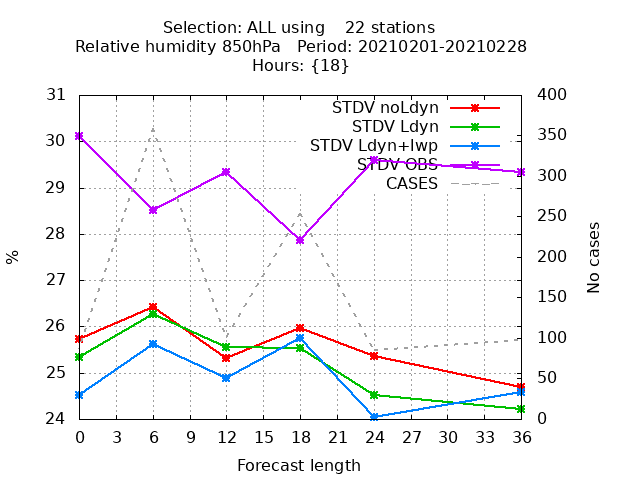 Selection: ALL using    22 stations
Relative humidity 850hPa   Period: 20210201-20210228
Hours: {18}
31 400
STDV noLdyn
STDV Ldyn
30 350
STDV Ldyn+lwp
STDV OBS
300
CASES
29
250
28
%
No cases
200
27
150
26
100
25
50
24 0
0 3 6 9 12 15 18 21 24 27 30 33 36
Forecast length